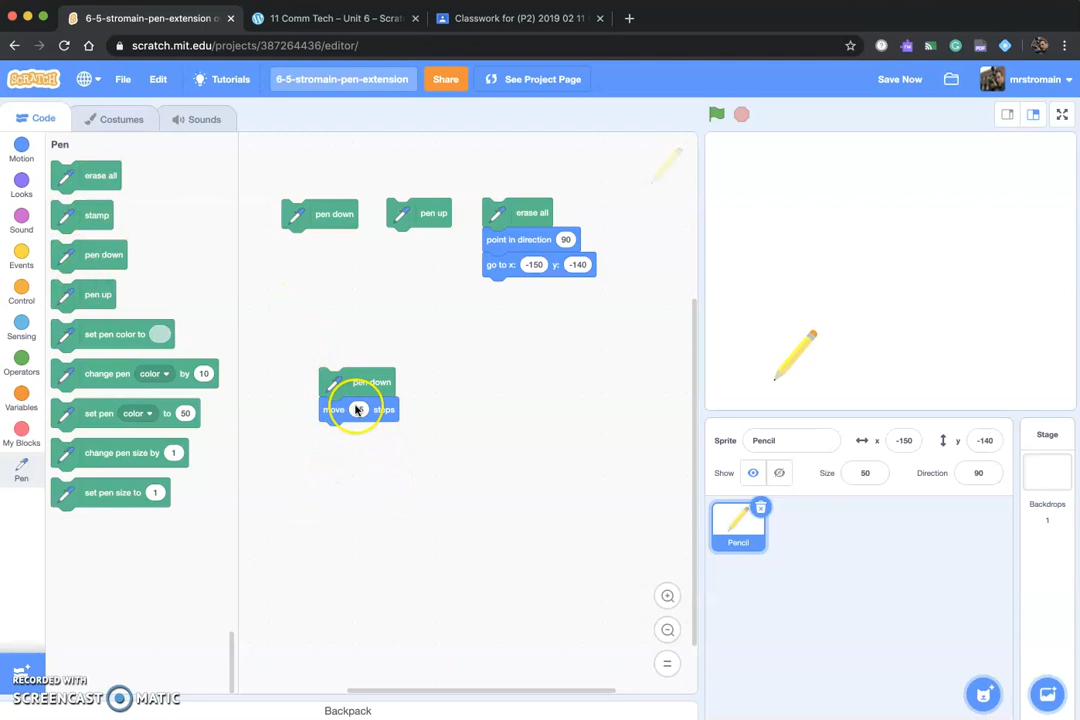 6-5-stromain-pen-extension o
11 Comm Tech – Unit 6 – Scrat
Classwork for (P2) 2019 02 11
scratch.mit.edu/projects/387264436/editor/
SCRATCH
File
Edit
Tutorials
6-5-stromain-pen-extension
Share
See Project Page
Save Now
mrstromain
Code
Costumes
Sounds
Motion
Looks
Sound
Events
Control
Sensing
Operators
Variables
My Blocks
Pen
Pen
erase all
stamp
pen down
pen up
set pen color to
change pen color by 10
set pen color to 50
change pen size by 1
set pen size to 1
pen down
pen up
erase all
point in direction 90
go to x: -150 y: -140
pen down
move steps
Sprite
Pencil
x
-150
y
-140
Show
Size
50
Direction
90
Pencil
Stage
Backdrops
1
Backpack
RECORDED WITH
SCREENCAST MATIC